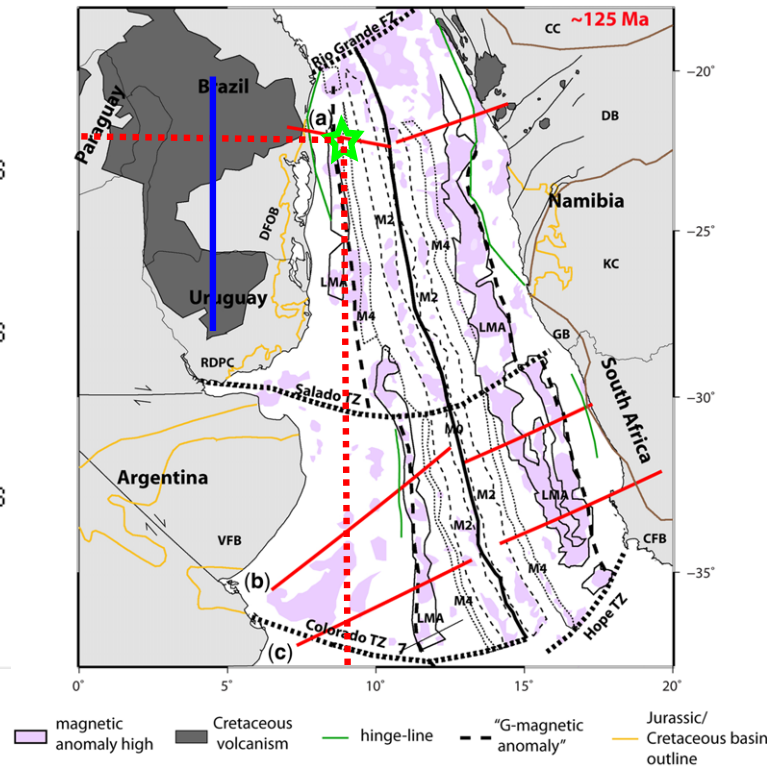 ~125 Ma
CC
Rio Grande FZ
−20°
Brazil
(a)
DB
Paraguay
Namibia
M2
DFOB
−25°
M4
KC
LMA
Uruguay
M2
M4
LMA
GB
RDPC
South Africa
Salado TZ
−30°
M0
Argentina
LMA
M2
M2
VFB
CFB
(b)
M4
−35°
M4
LMA
Hope TZ
Colorado TZ
7
(c)
0°
5°
10°
15°
20°
magnetic
anomaly high
Cretaceous
volcanism
hinge-line
"G-magnetic
anomaly"
Jurassic/
Cretaceous basin
outline